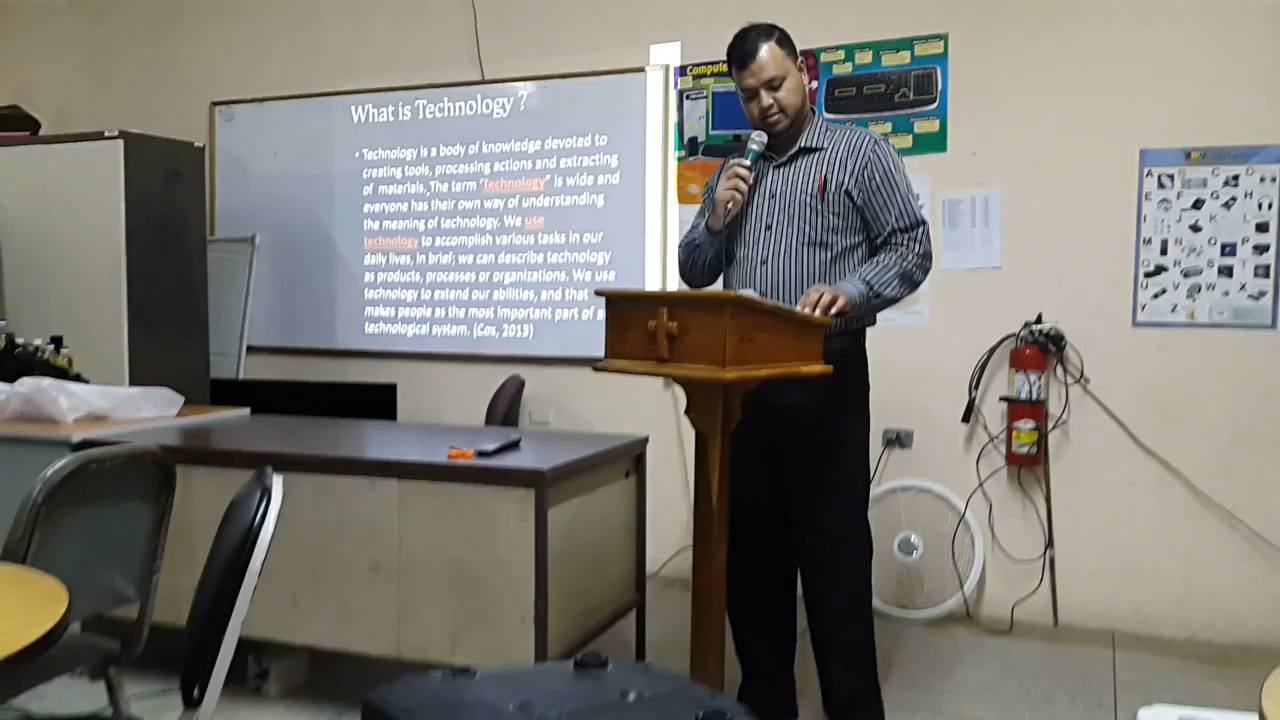 What is Technology ?
• Technology is a body of knowledge devoted to
creating tools, processing actions and extracting
of materials, The term ‘Technology” is wide and
everyone has their own way of understanding
the meaning of technology. We use
technology to accomplish various tasks in our
daily lives, in brief; we can describe technology
as products, processes or organizations. We use
technology to extend our abilities, and that
makes people as the most important part of a
technological system. (Cox, 2013)
Compute
A
C
E
G
I
K
L
M
N
O
P
Q
R
S
T
U
V
W
X
Y
Z